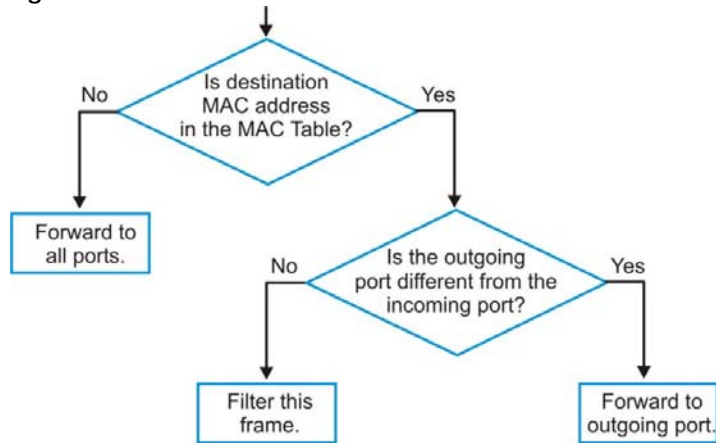 Is destination
MAC address
in the MAC Table?
No
Yes
Forward to
all ports.
Is the outgoing
port different from the
incoming port?
No
Yes
Filter this
frame.
Forward to
outgoing port.